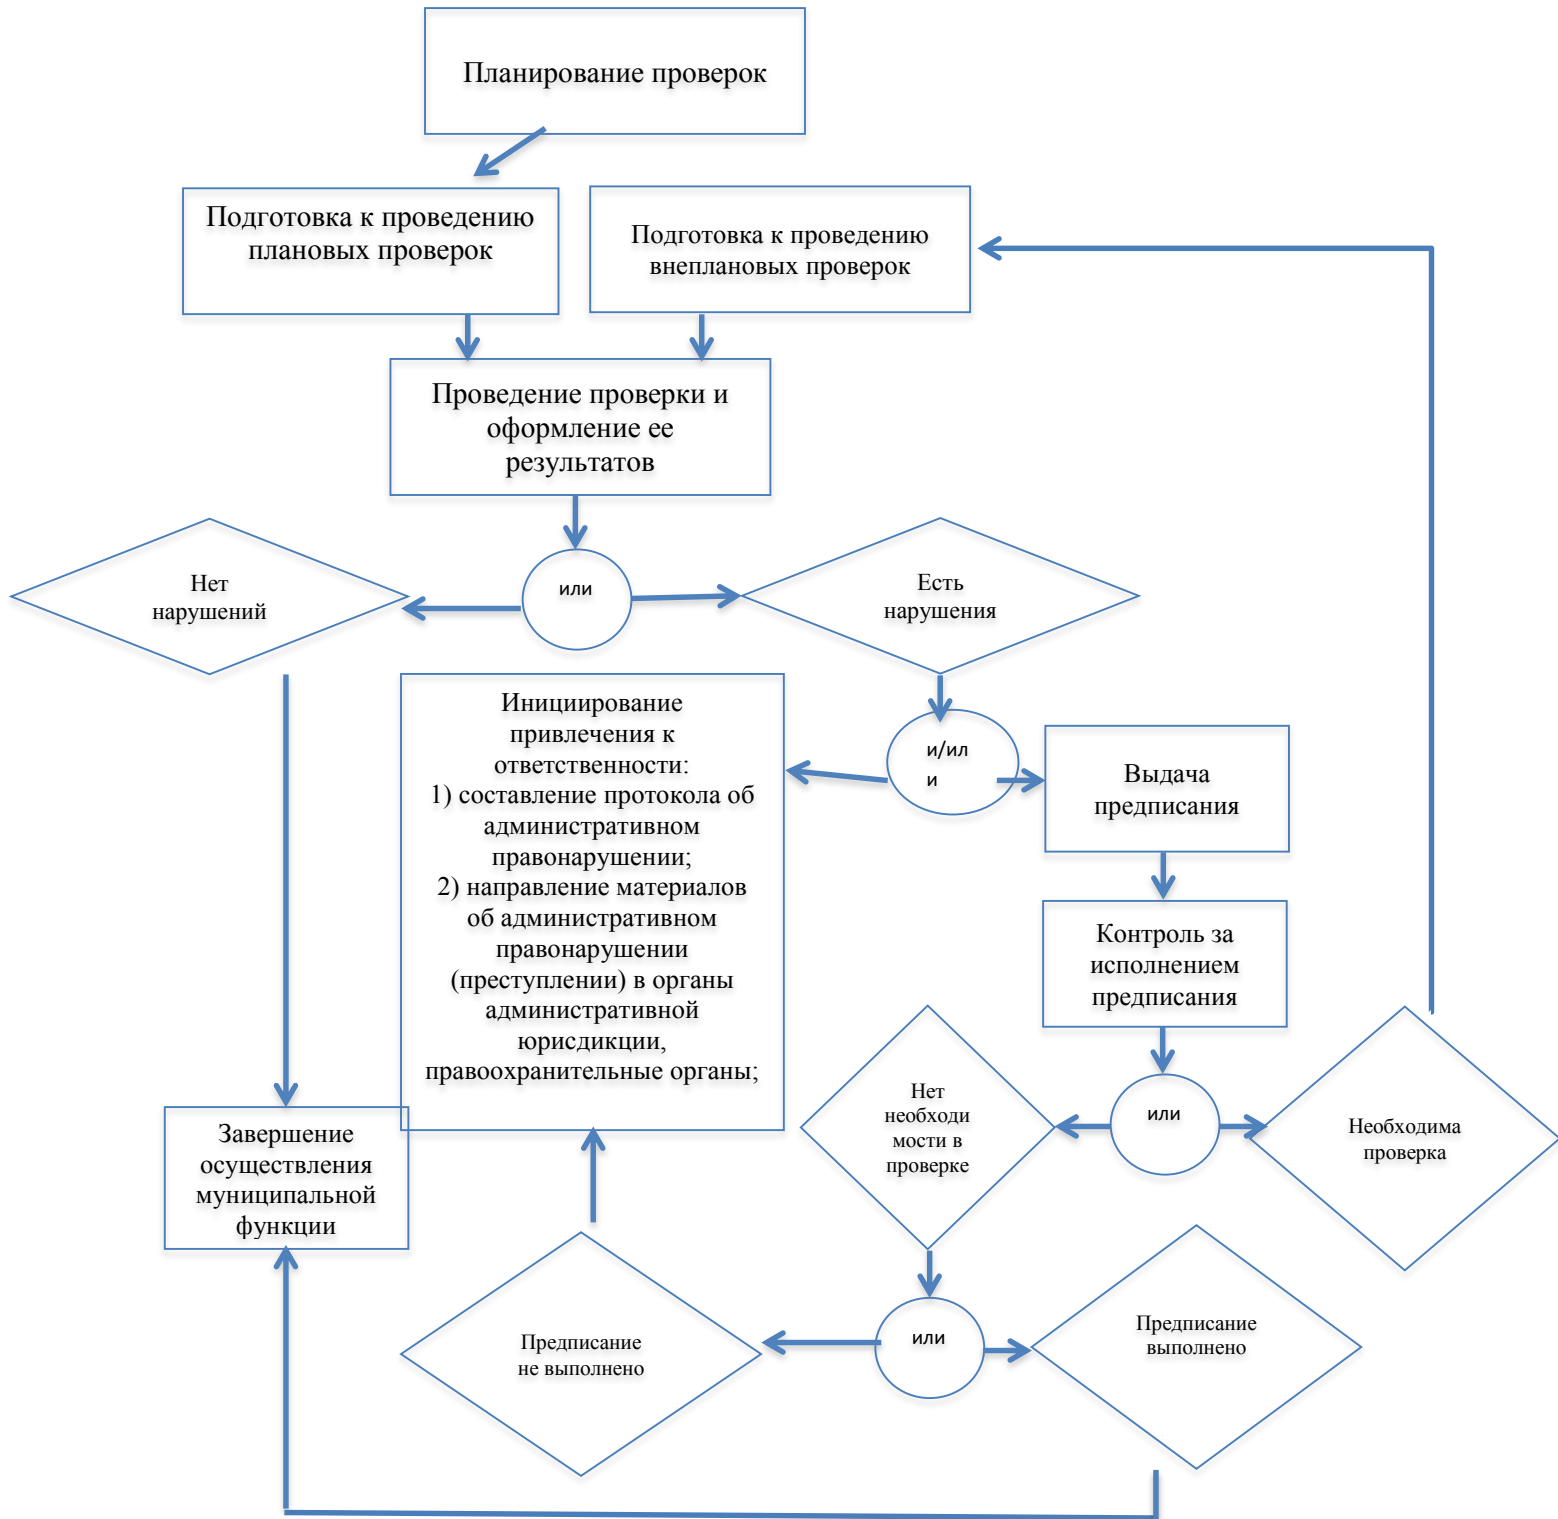 Планирование проверок
Подготовка к проведению
плановых проверок
Подготовка к проведению
внеплановых проверок
Проведение проверки и
оформление ее
результатов
Нет
нарушений
или
Есть
нарушения
Инициирование
привлечения к
ответственности:
1) составление протокола об
административном
правонарушении;
2) направление материалов
об административном
правонарушении
(преступлении) в органы
административной
юрисдикции,
правоохранительные органы;
и/ил
и
Выдача
предписания
Контроль за
исполнением
предписания
Нет
необходи
мости в
проверке
или
Необходима
проверка
Завершение
осуществления
муниципальной
функции
Предписание
не выполнено
или
Предписание
выполнено